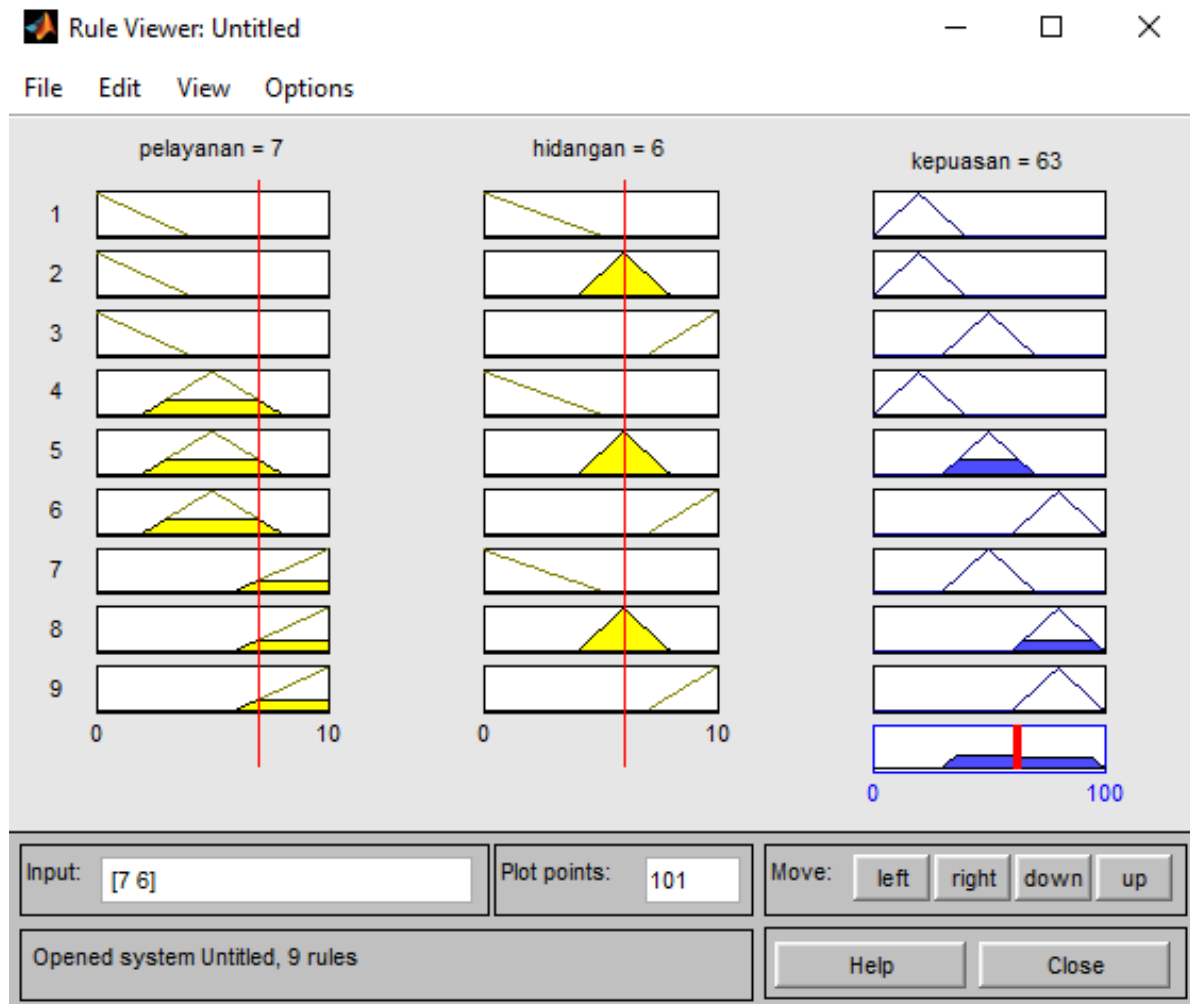 Rule Viewer: Untitled
File Edit View Options
pelayanan = 7 hidangan = 6 kepuasan = 63
1
2
3
4
5
6
7
8
9
0 10 0 10
0 100
Input: [7 6] Plot points: 101 Move: left right down up
Opened system Untitled, 9 rules Help Close